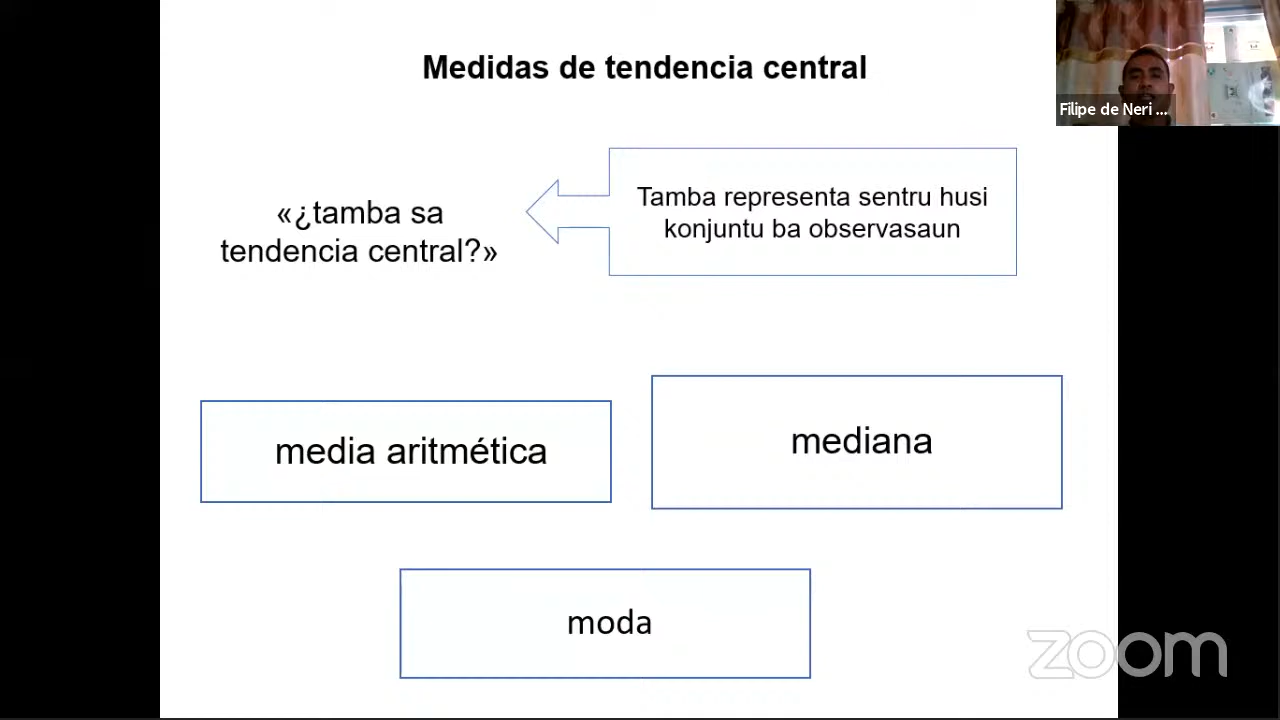 Medidas de tendencia central
Filipe de Neri ...
«¿tamba sa
tendencia central?»
Tamba representa sentru husi
konjuntu ba observasaun
media aritmética
mediana
moda
zoom